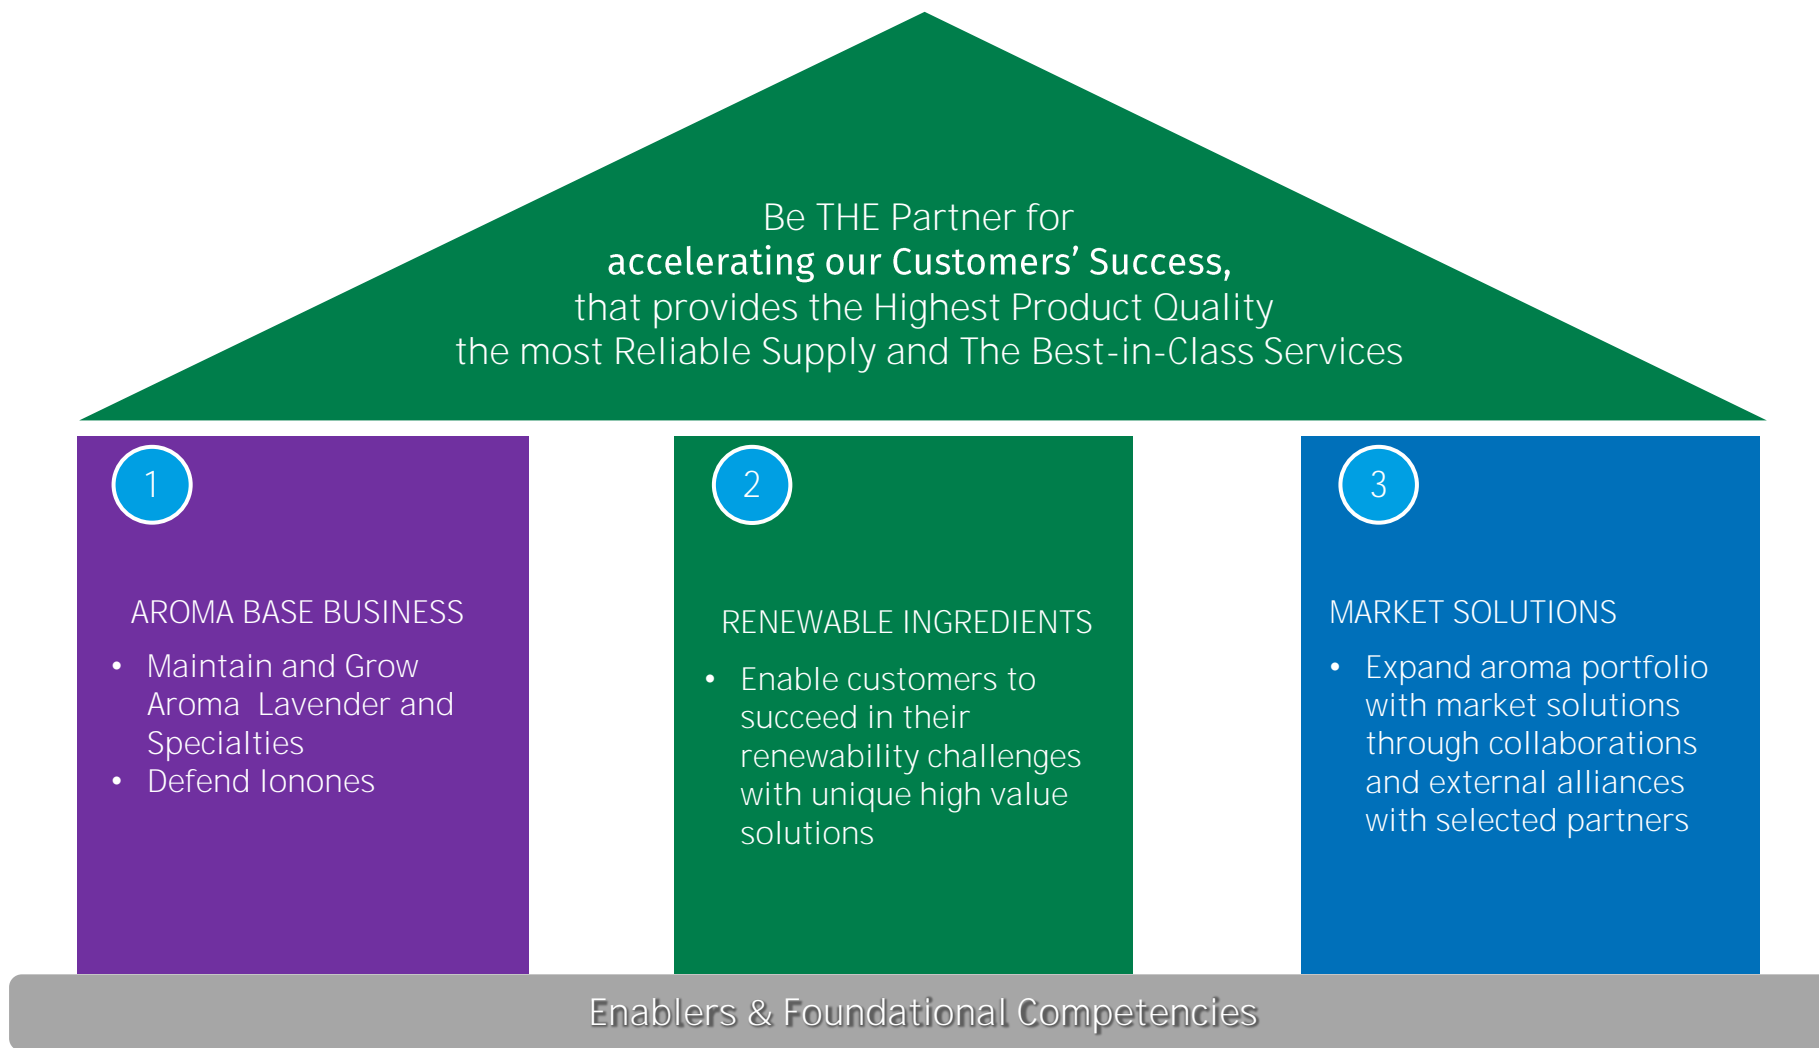 Be THE Partner for
accelerating our Customers’ Success,
that provides the Highest Product Quality
the most Reliable Supply and The Best-in-Class Services
1
AROMA BASE BUSINESS
• Maintain and Grow
Aroma Lavender and
Specialties
• Defend Ionones
2
RENEWABLE INGREDIENTS
• Enable customers to
succeed in their
renewability challenges
with unique high value
solutions
3
MARKET SOLUTIONS
• Expand aroma portfolio
with market solutions
through collaborations
and external alliances
with selected partners
Enablers & Foundational Competencies